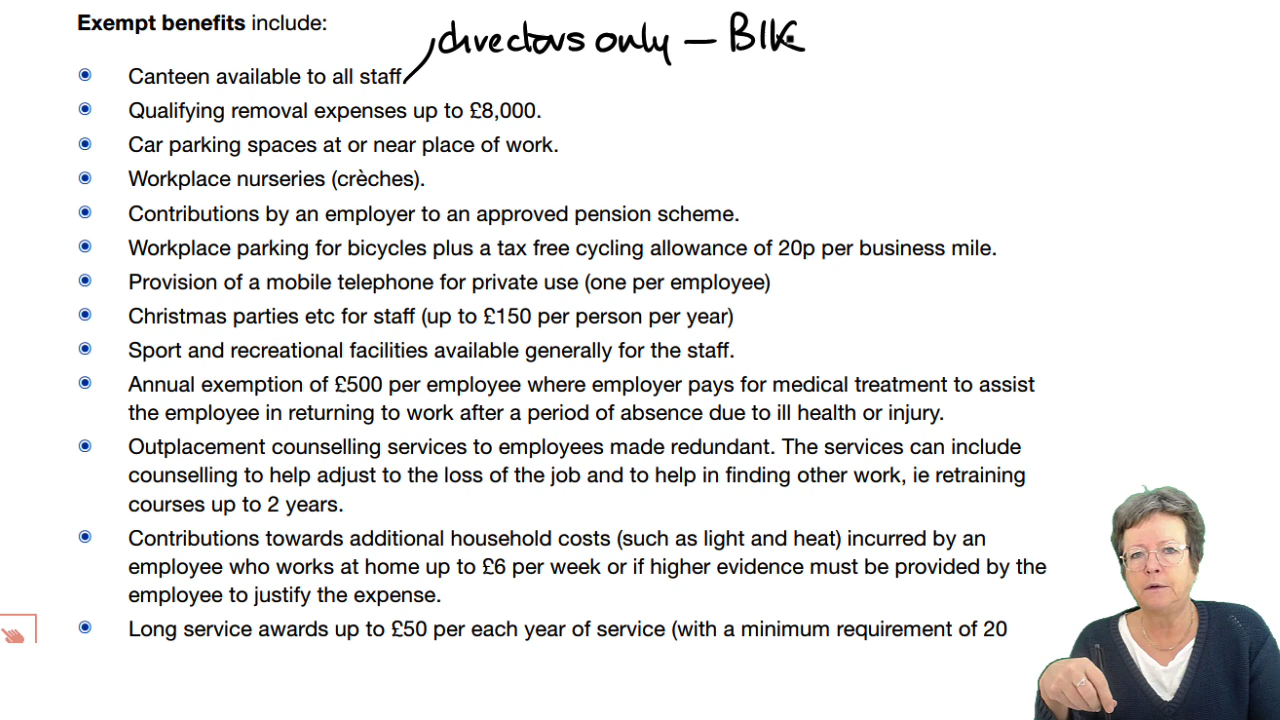 Exempt benefits include:
directors only – BIK
Canteen available to all staff
Qualifying removal expenses up to £8,000.
Car parking spaces at or near place of work.
Workplace nurseries (crèches).
Contributions by an employer to an approved pension scheme.
Workplace parking for bicycles plus a tax free cycling allowance of 20p per business mile.
Provision of a mobile telephone for private use (one per employee)
Christmas parties etc for staff (up to £150 per person per year)
Sport and recreational facilities available generally for the staff.
Annual exemption of £500 per employee where employer pays for medical treatment to assist
the employee in returning to work after a period of absence due to ill health or injury.
Outplacement counselling services to employees made redundant. The services can include
counselling to help adjust to the loss of the job and to help in finding other work, ie retraining
courses up to 2 years.
Contributions towards additional household costs (such as light and heat) incurred by an
employee who works at home up to £6 per week or if higher evidence must be provided by the
employee to justify the expense.
Long service awards up to £50 per each year of service (with a minimum requirement of 20